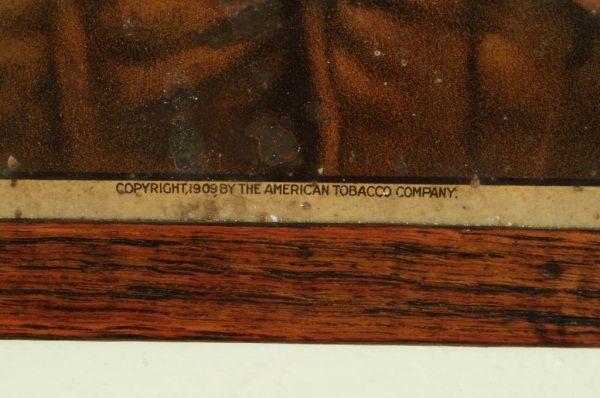 COPYRIGHT, 1909 BY THE AMERICAN TOBACCO COMPANY.